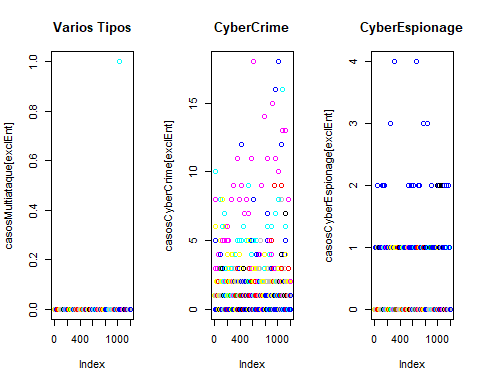 Varios Tipos
casosMultiataque[exclEnt]
1.0
0.8
0.6
0.4
0.2
0.0
0 400 1000
Index
CyberCrime
casosCyberCrime[exclEnt]
15
10
5
0
0 400 1000
Index
CyberEspionage
casosCyberEspionage[exclEnt]
4
3
2
1
0
0 400 1000
Index